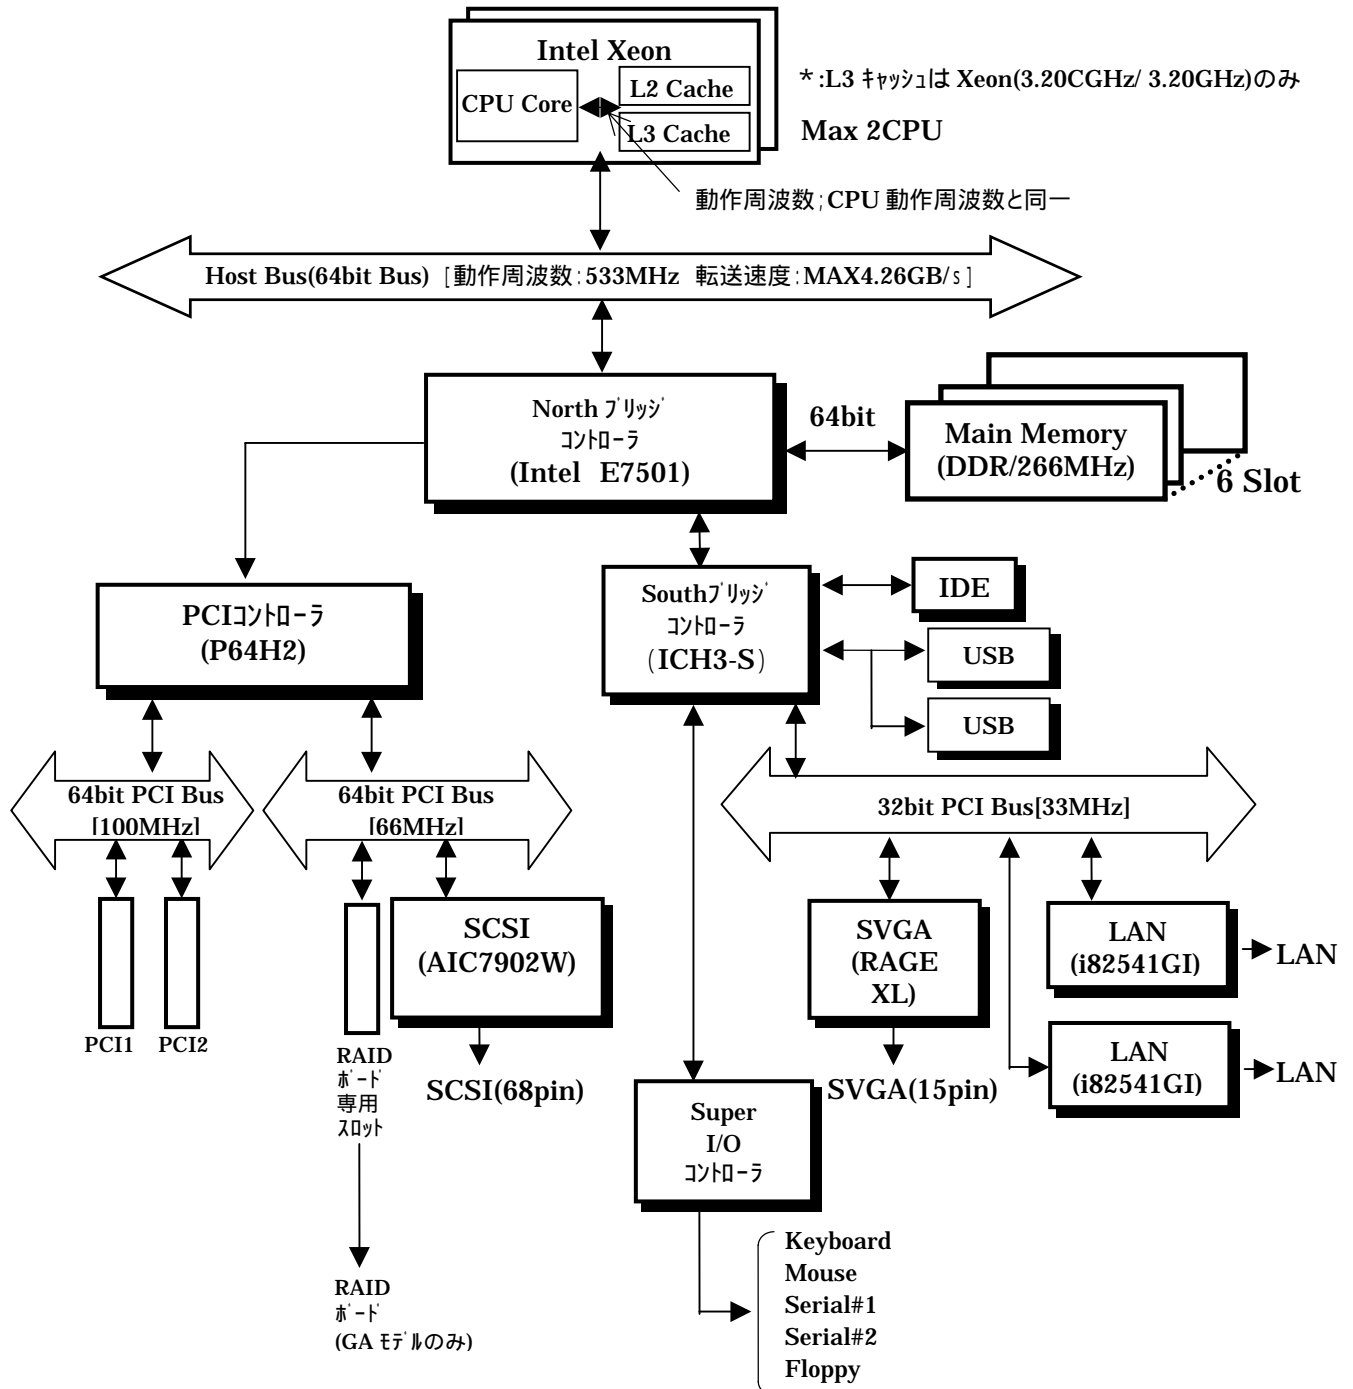 Intel Xeon
CPU Core
L2 Cache
L3 Cache
*:L3 ｷｬｯｼｭは Xeon(3.20CGHz/ 3.20GHz)のみ
Max 2CPU
動作周波数;CPU 動作周波数と同一
Host Bus(64bit Bus) [動作周波数:533MHz 転送速度:MAX4.26GB/s]
North ﾌﾞﾘｯｼﾞ
ｺﾝﾄﾛｰﾗ
(Intel E7501)
64bit
Main Memory
(DDR/266MHz)
6 Slot
PCIｺﾝﾄﾛｰﾗ
(P64H2)
Southﾌﾞﾘｯｼﾞ
ｺﾝﾄﾛｰﾗ
(ICH3-S)
IDE
USB
USB
64bit PCI Bus
[100MHz]
64bit PCI Bus
[66MHz]
32bit PCI Bus[33MHz]
PCI1
PCI2
RAID
ﾎﾞｰﾄﾞ
専用
ｽﾛｯﾄ
SCSI
(AIC7902W)
SCSI(68pin)
SVGA
(RAGE
XL)
SVGA(15pin)
LAN
(i82541GI)
LAN
LAN
(i82541GI)
LAN
Super
I/O
ｺﾝﾄﾛｰﾗ
RAID
ﾎﾞｰﾄﾞ
(GA ﾓﾃﾞﾙのみ)
Keyboard
Mouse
Serial#1
Serial#2
Floppy